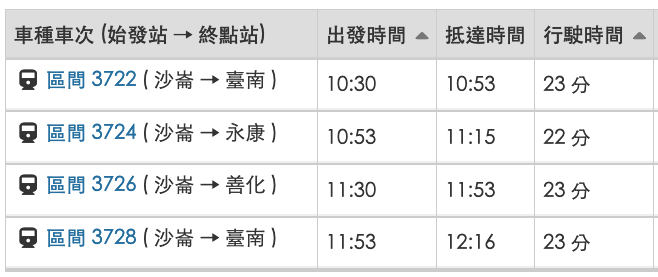 車種車次 (始發站 → 終點站) 出發時間 抵達時間 行駛時間
區間 3722 ( 沙崙 → 臺南 ) 10:30 10:53 23 分
區間 3724 ( 沙崙 → 永康 ) 10:53 11:15 22 分
區間 3726 ( 沙崙 → 善化 ) 11:30 11:53 23 分
區間 3728 ( 沙崙 → 臺南 ) 11:53 12:16 23 分